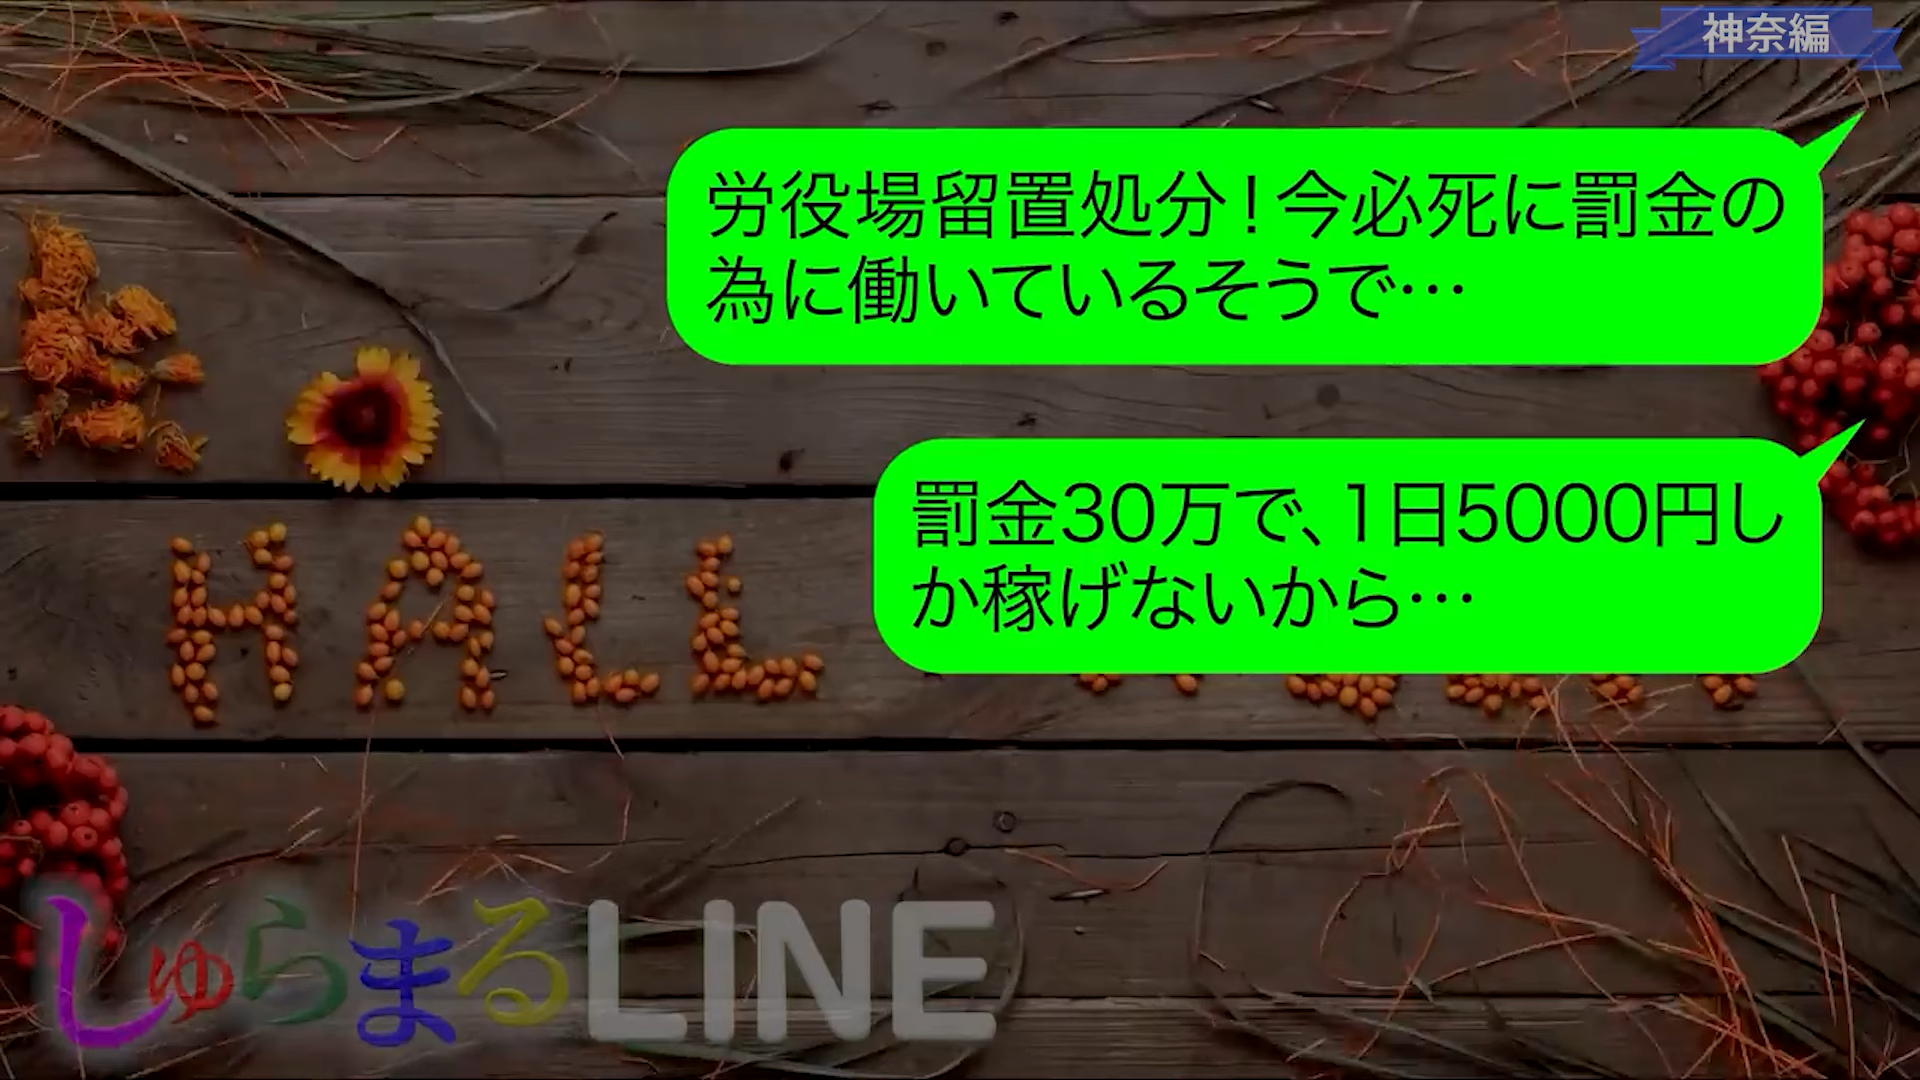 神奈編
労役場留置処分！今必死に罰金の
為に働いているそうで…
罰金30万で、1日5000円し
か稼げないから…
HALL
しゅらまるLINE